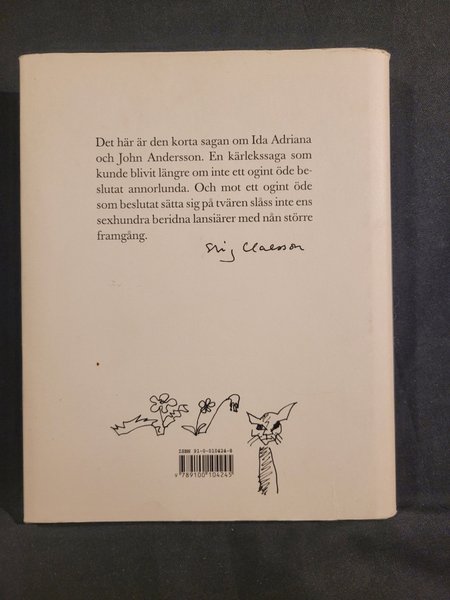 Det här är den korta sagan om Ida Adriana
och John Andersson. En kärlekssaga som
kunde blivit längre om inte ett ogint öde be-
slutat annorlunda. Och mot ett ogint öde
som beslutat sätta sig på tvären slåss inte ens
sexhundra beridna lansiärer med nån större
framgång.
Stig Claesson
ISBN 91-0-010424-8
9789100104245